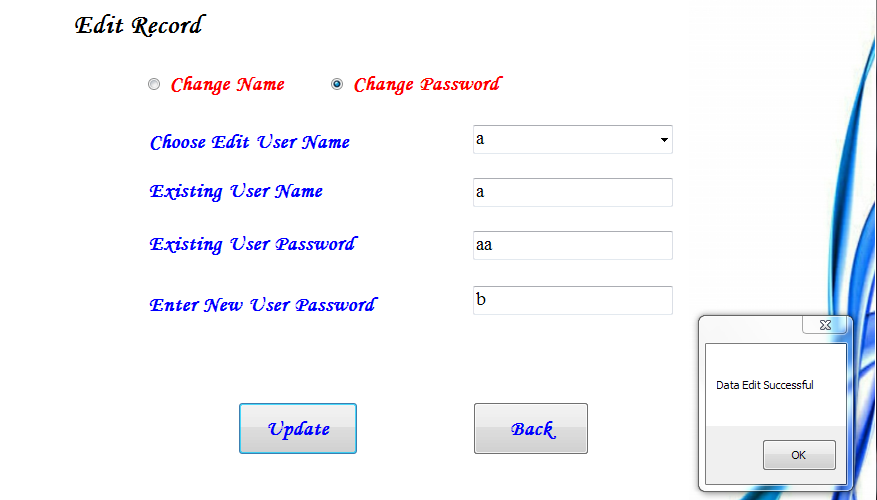 Edit Record
Change Name Change Password
Choose Edit User Name a
Existing User Name a
Existing User Password aa
Enter New User Password b
Data Edit Successful
Update Back
OK